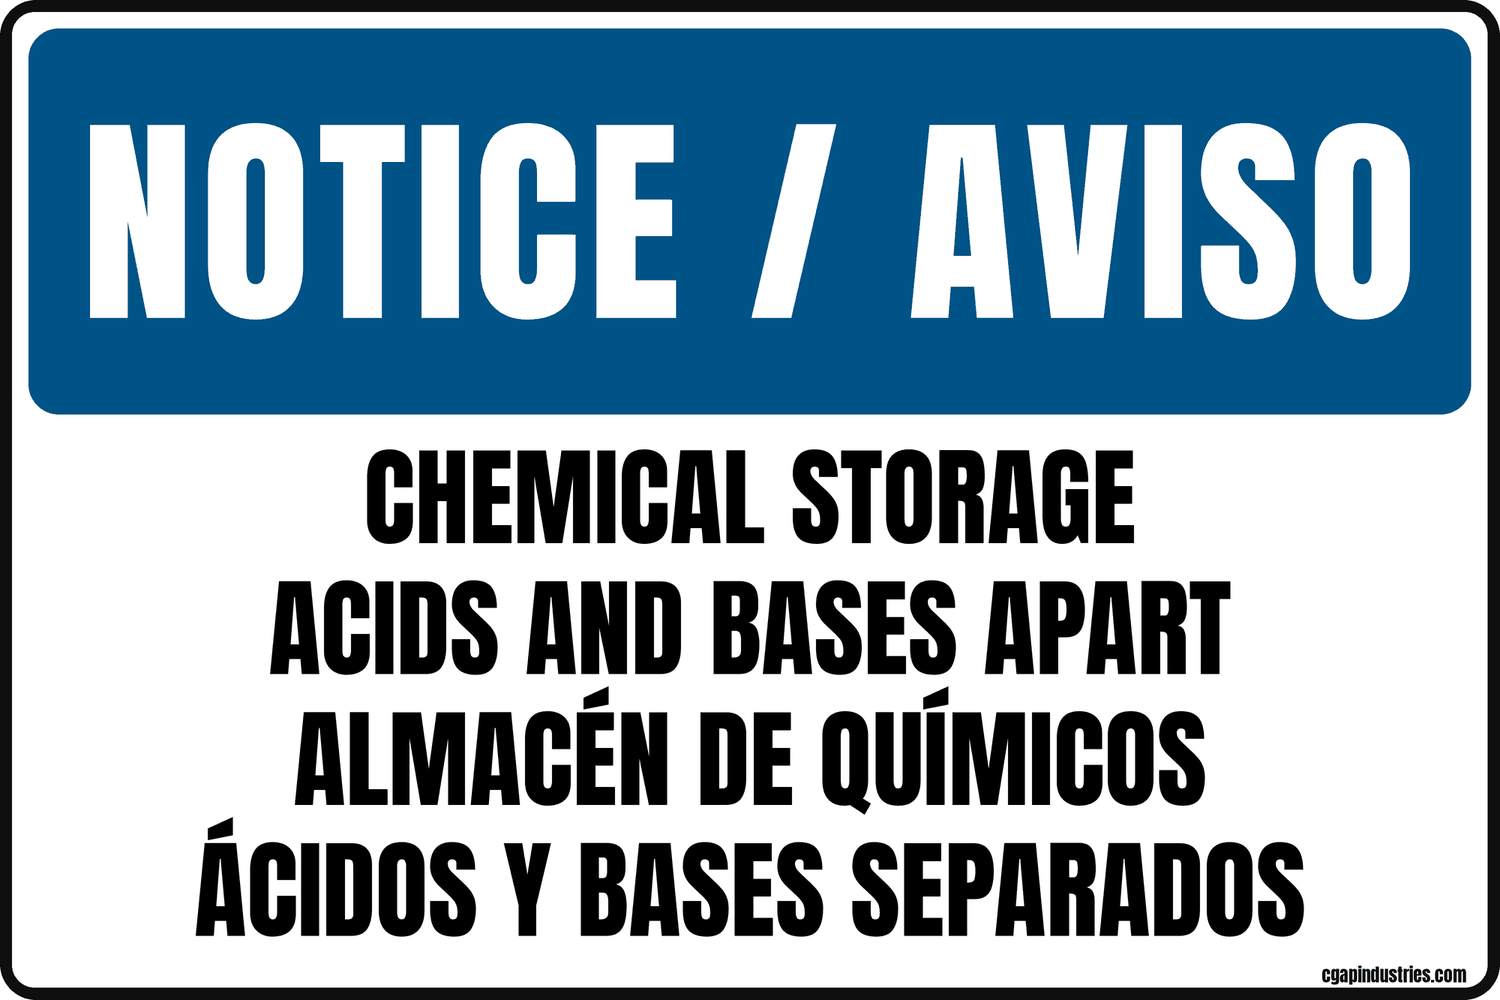 NOTICE / AVISO
CHEMICAL STORAGE
ACIDS AND BASES APART
ALMACÉN DE QUÍMICOS
ÁCIDOS Y BASES SEPARADOS
cgapindustries.com